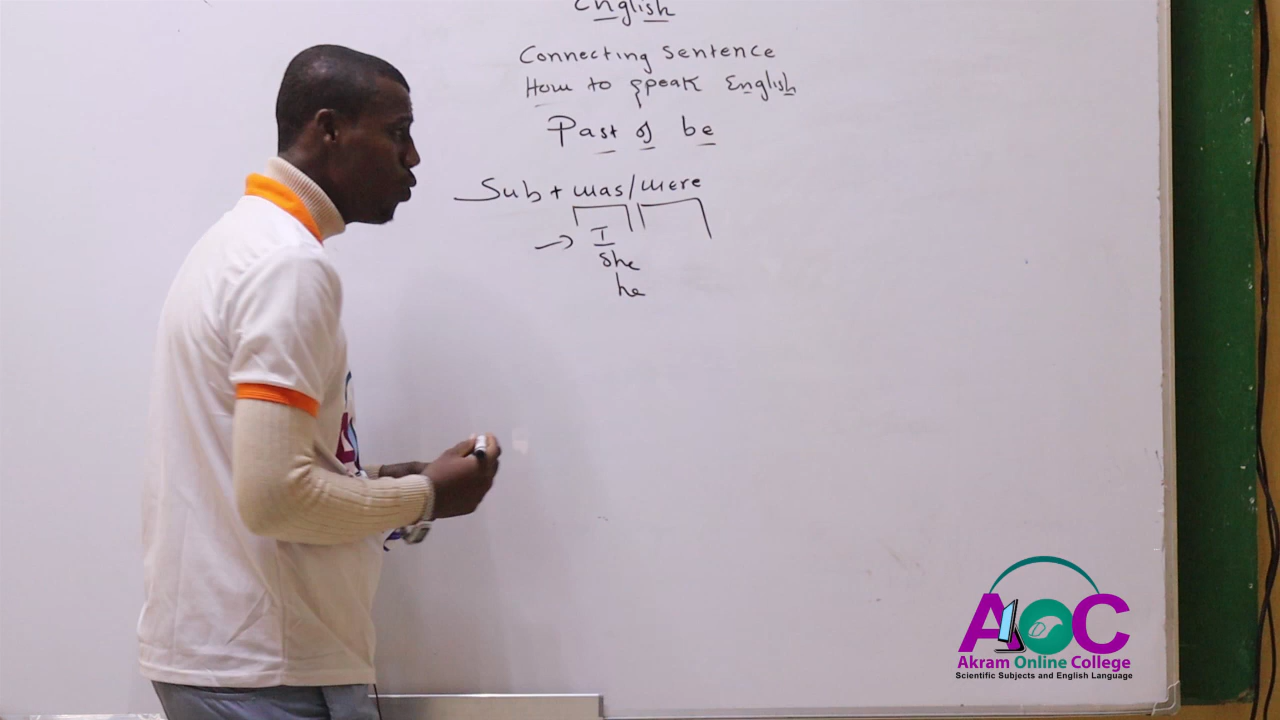 English
Connecting Sentence
How to speak English
Past of be
Sub + was/were
I
She
he
AOC
Akram Online College
Scientific Subjects and English Language